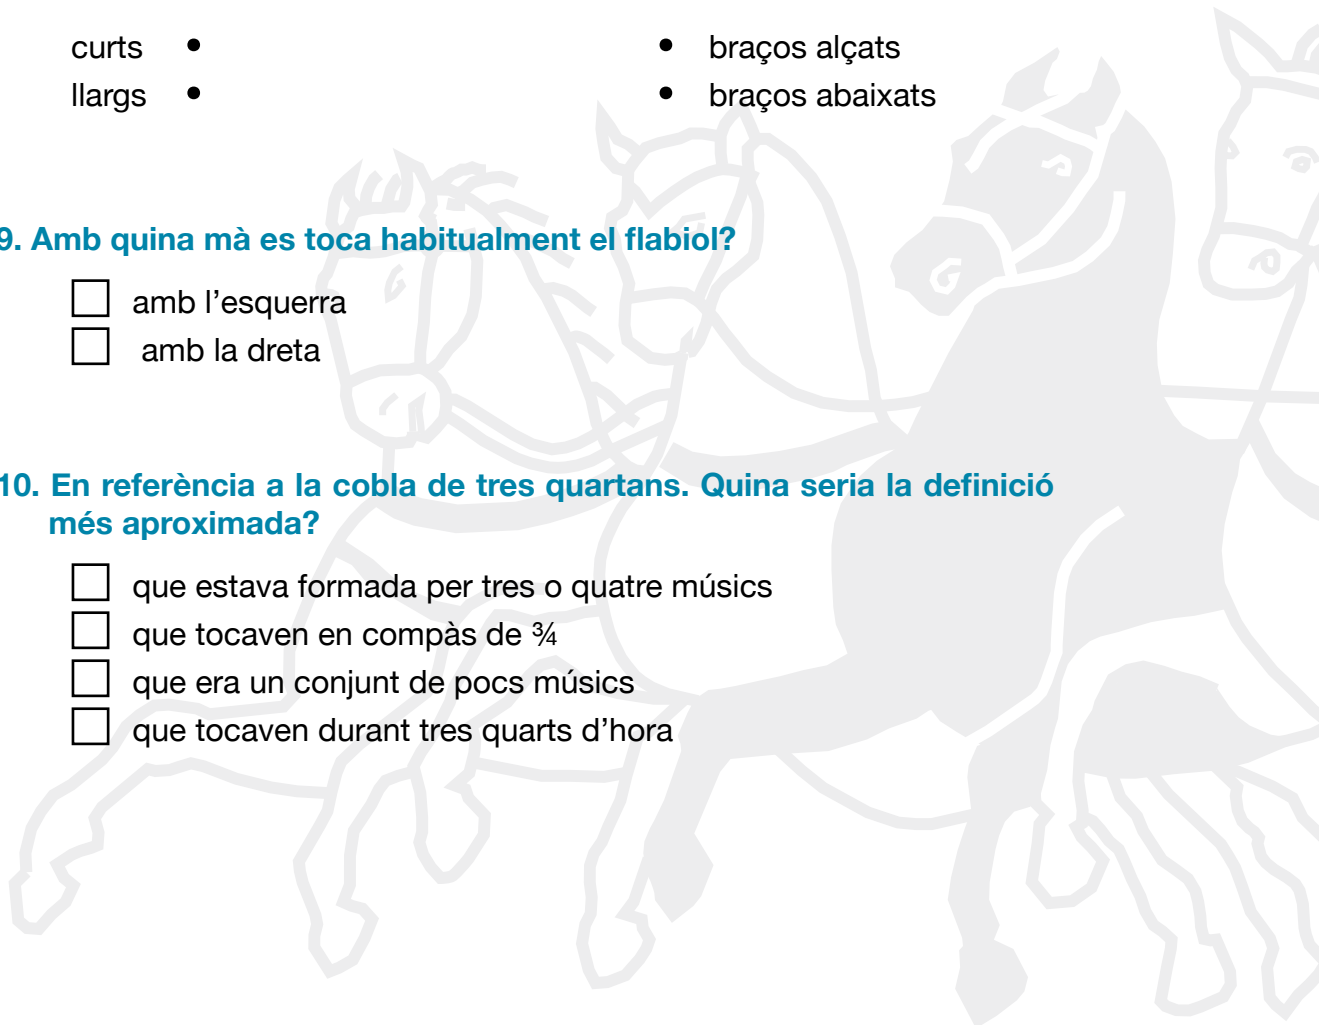 curts • • braços alçats
llargs • • braços abaixats
9. Amb quina mà es toca habitualment el flabiol?
amb l’esquerra
amb la dreta
10. En referència a la cobla de tres quartans. Quina seria la definició
més aproximada?
que estava formada per tres o quatre músics
que tocaven en compàs de ¾
que era un conjunt de pocs músics
que tocaven durant tres quarts d’hora